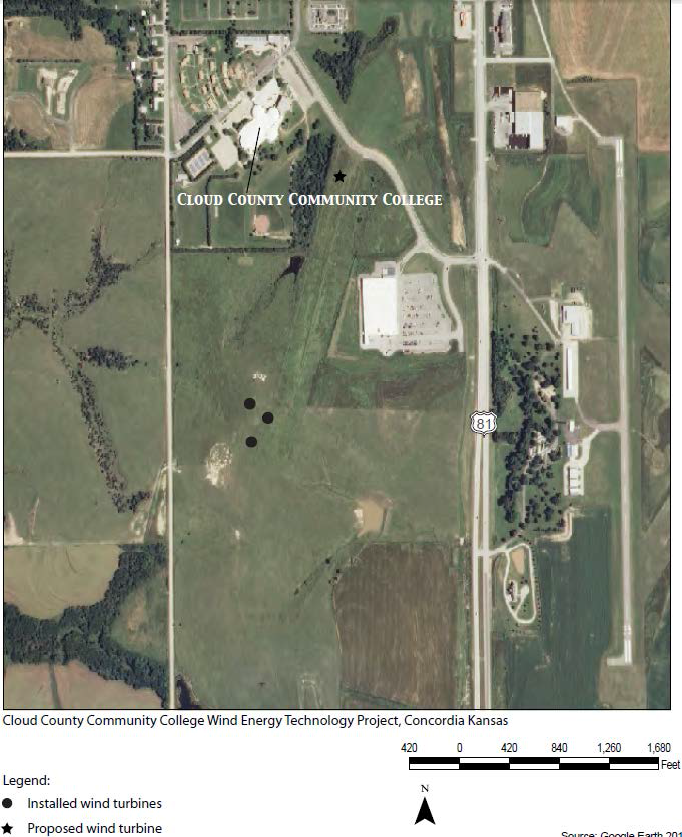 CLOUD COUNTY COMMUNITY COLLEGE
81
Cloud County Community College Wind Energy Technology Project, Concordia Kansas
420 0 420 840 1,260 1,680
Feet
Legend:
N
Installed wind turbines
Proposed wind turbine
Source: Google Earth 201